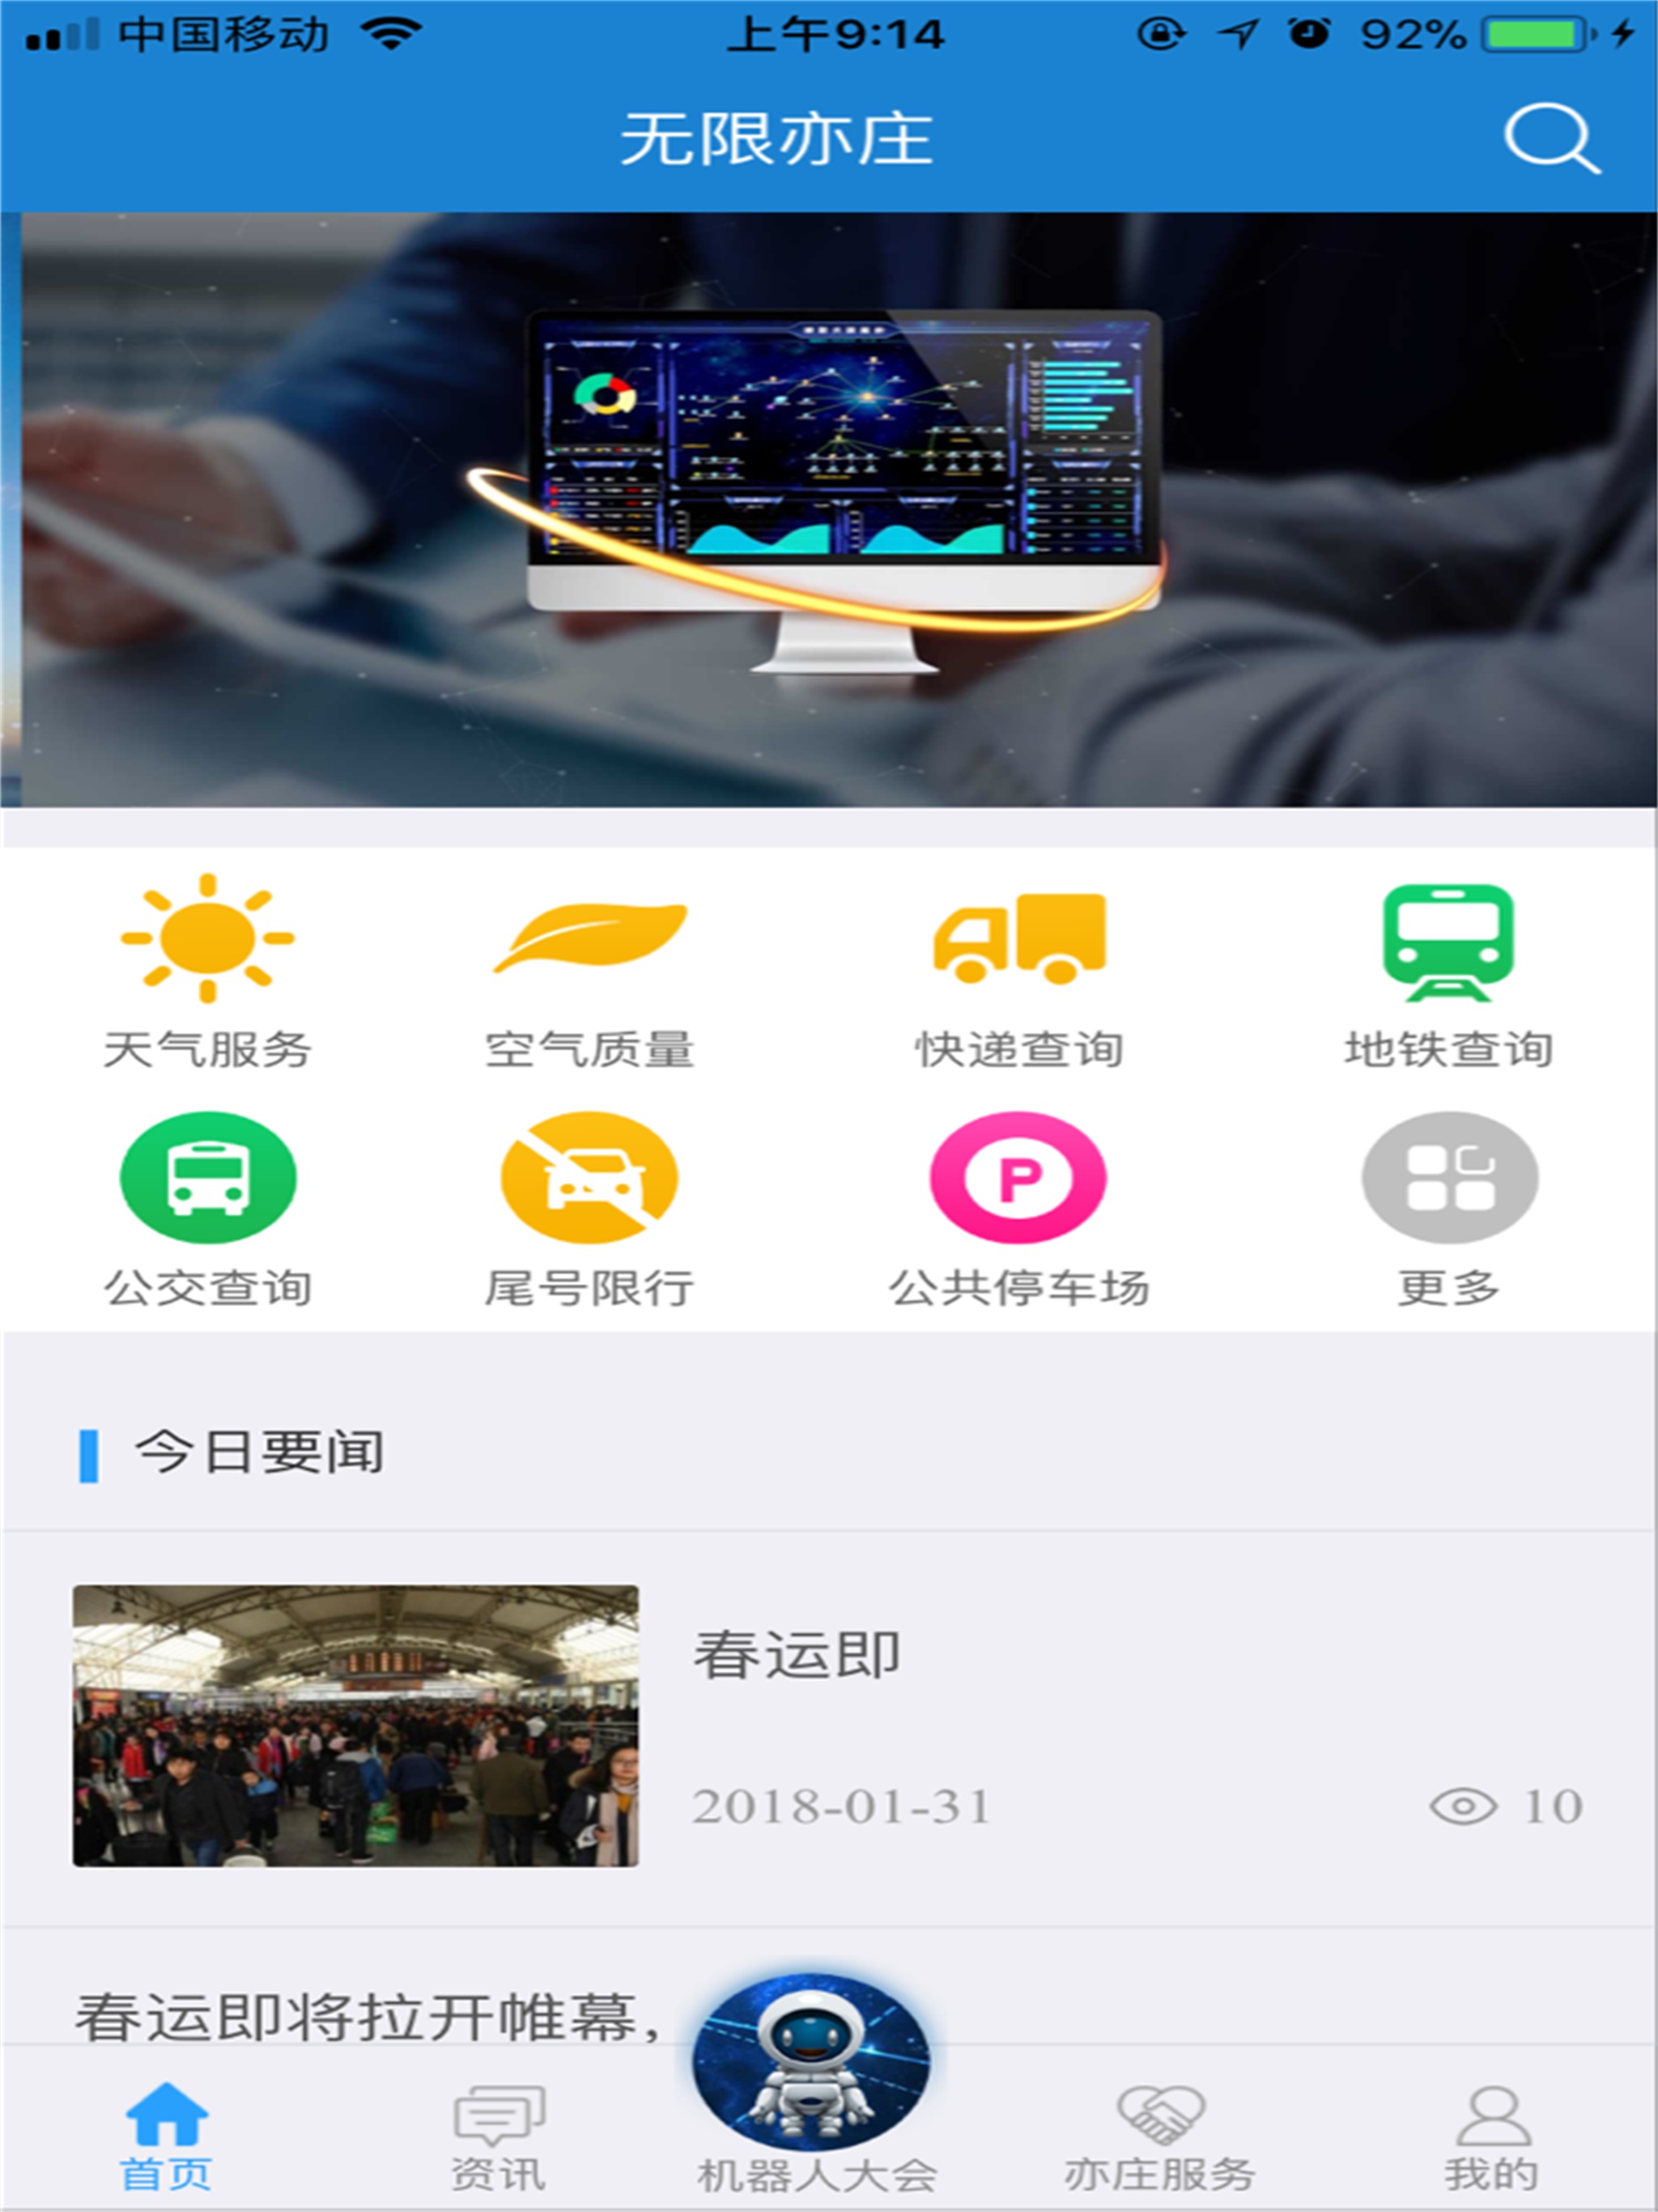 中国移动 上午9:14 92%
无限亦庄
天气服务 空气质量 快递查询 地铁查询
P
公交查询 尾号限行 公共停车场 更多
今日要闻
春运即
2018-01-31 10
春运即将拉开帷幕,
首页 资讯 机器人大会 亦庄服务 我的